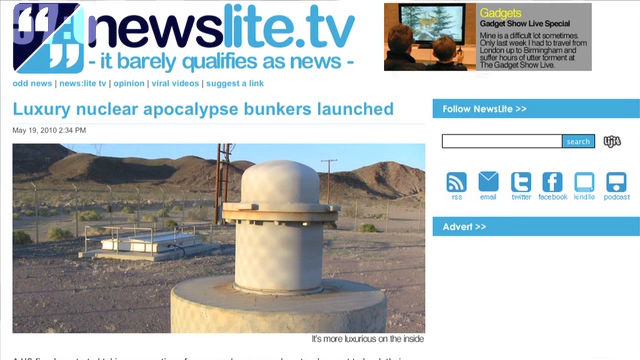 newslite.tv
- it barely qualifies as news -
Gadgets
Gadget Show Live Special
Mine is a difficult lot sometimes.
Only last week I had to travel from
London up to Birmingham and
suffer hours of utter torment at
The Gadget Show Live.
odd news | news:lite tv | opinion | viral videos | suggest a link
Luxury nuclear apocalypse bunkers launched
May 19, 2010 2:34 PM
Follow NewsLite >>
search
rss
email
twitter
facebook
kindle
podcast
Advert >>
It's more luxurious on the inside